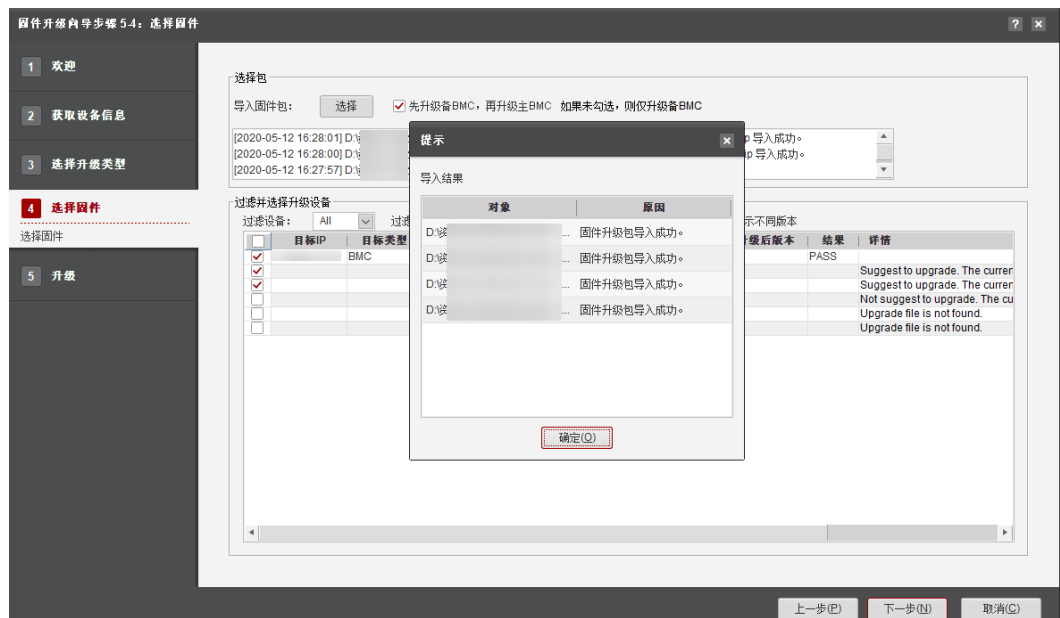 固件升级向导步骤 5-4：选择固件
1 欢迎
2 获取设备信息
3 选择升级类型
4 选择固件
选择固件
5 升级
选择包
导入固件包： 选择 先升级备BMC，再升级主BMC 如果未勾选，则仅升级备BMC
[2020-05-12 16:28:01] D:\ 导入成功。
[2020-05-12 16:28:00] D:\ ip 导入成功。
[2020-05-12 16:27:57] D:\
提示
导入结果
对象 原因
D:\ ... 固件升级包导入成功。
D:\ ... 固件升级包导入成功。
D:\ ... 固件升级包导入成功。
D:\ ... 固件升级包导入成功。
确定(O)
过滤并选择升级设备
过滤设备： All 过滤 示不同版本
目标IP 目标类型 级后版本 结果 详情
BMC PASS
Suggest to upgrade. The curren
Suggest to upgrade. The curren
Not suggest to upgrade. The cu
Upgrade file is not found.
Upgrade file is not found.
上一步(P) 下一步(N) 取消(C)